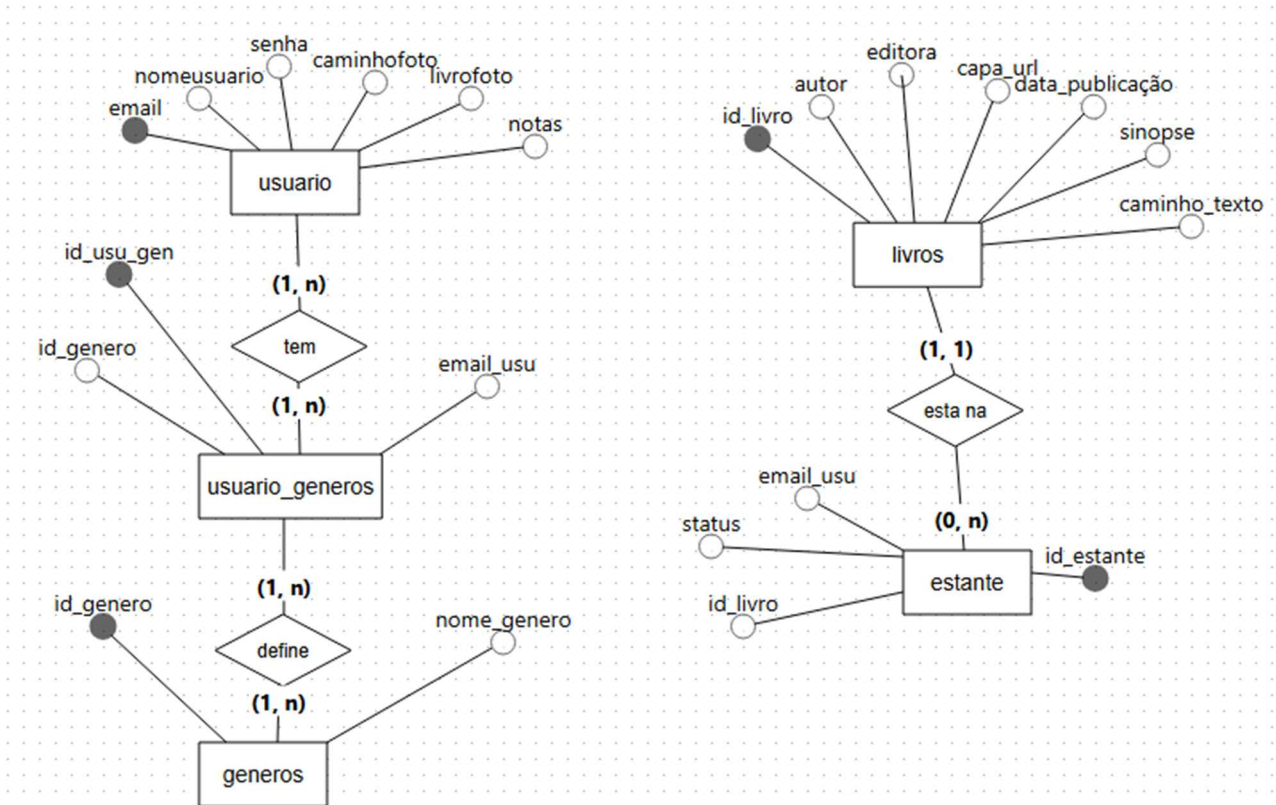 senha
nomeusuario
caminhofoto
livrofoto
email
notas
usuario
id_usu_gen
(1, n)
tem
id_genero
email_usu
(1, n)
usuario_generos
(1, n)
id_genero
nome_genero
define
(1, n)
generos
editora
autor
capa_url
data_publicação
id_livro
sinopse
caminho_texto
livros
(1, 1)
esta na
email_usu
status
(0, n)
id_estante
estante
id_livro